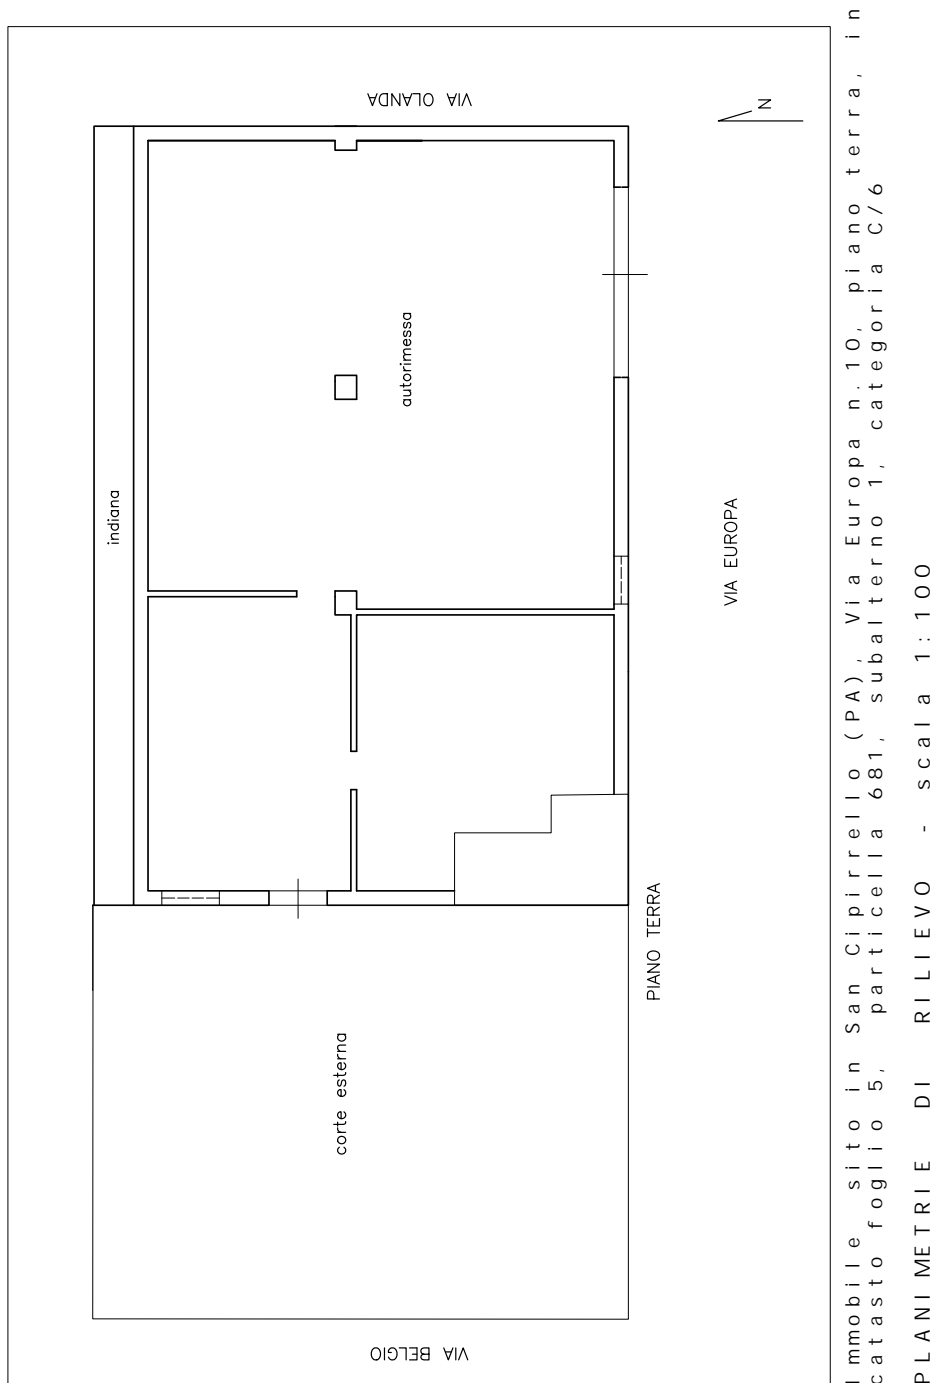 VIA OLANDA
N
autorimessa
indiana
VIA EUROPA
PIANO TERRA
corte esterna
VIA BELGIO
Immobile sito in San Cipirrello (PA), Via Europa n.10, piano terra, in
catasto foglio 5, particella 681, subalterno 1, categoria C/6
PLANIMETRIE DI RILIEVO - scala 1:100